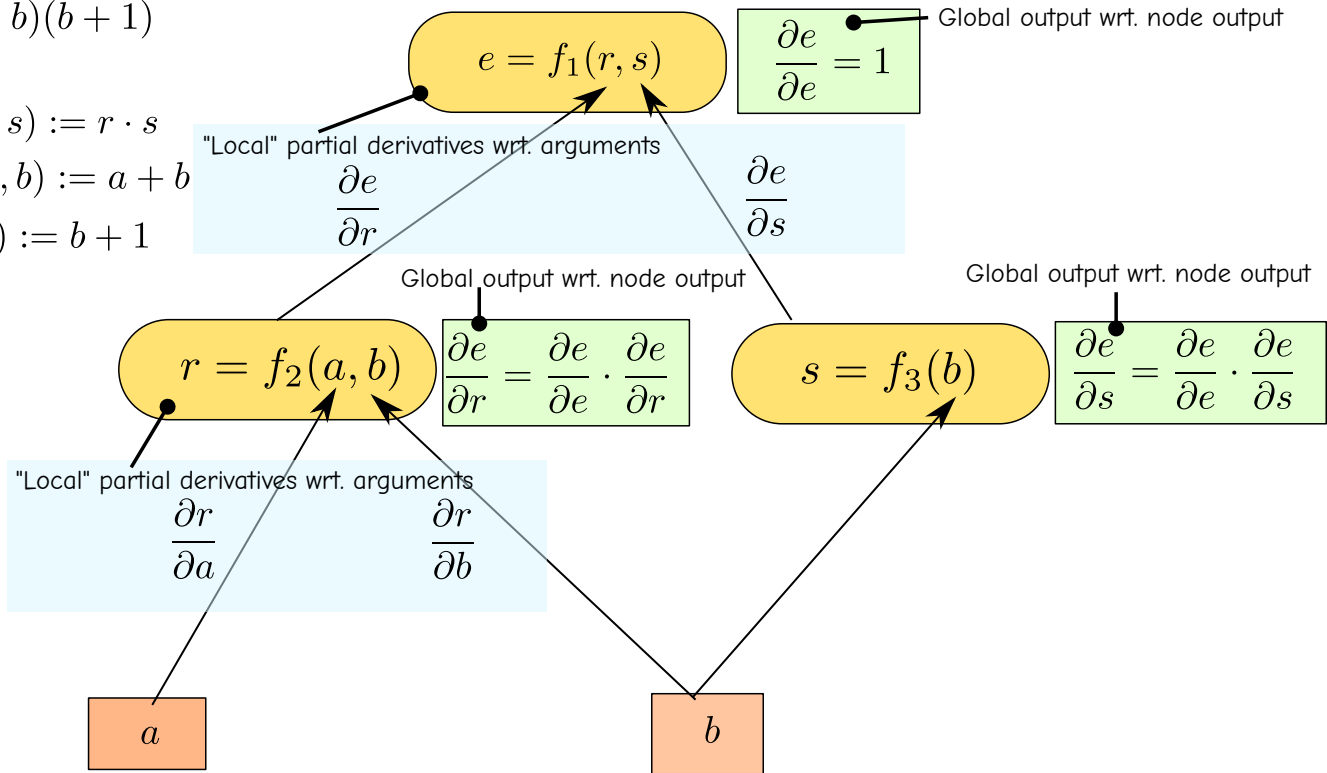 b)(b + 1)
s) := r · s
, b) := a + b
) := b + 1
e = f₁(r, s)
∂e/∂e = 1
Global output wrt. node output
"Local" partial derivatives wrt. arguments
∂e/∂r
∂e/∂s
Global output wrt. node output
Global output wrt. node output
r = f₂(a, b)
∂e/∂r = ∂e/∂e · ∂e/∂r
s = f₃(b)
∂e/∂s = ∂e/∂e · ∂e/∂s
"Local" partial derivatives wrt. arguments
∂r/∂a
∂r/∂b
a
b